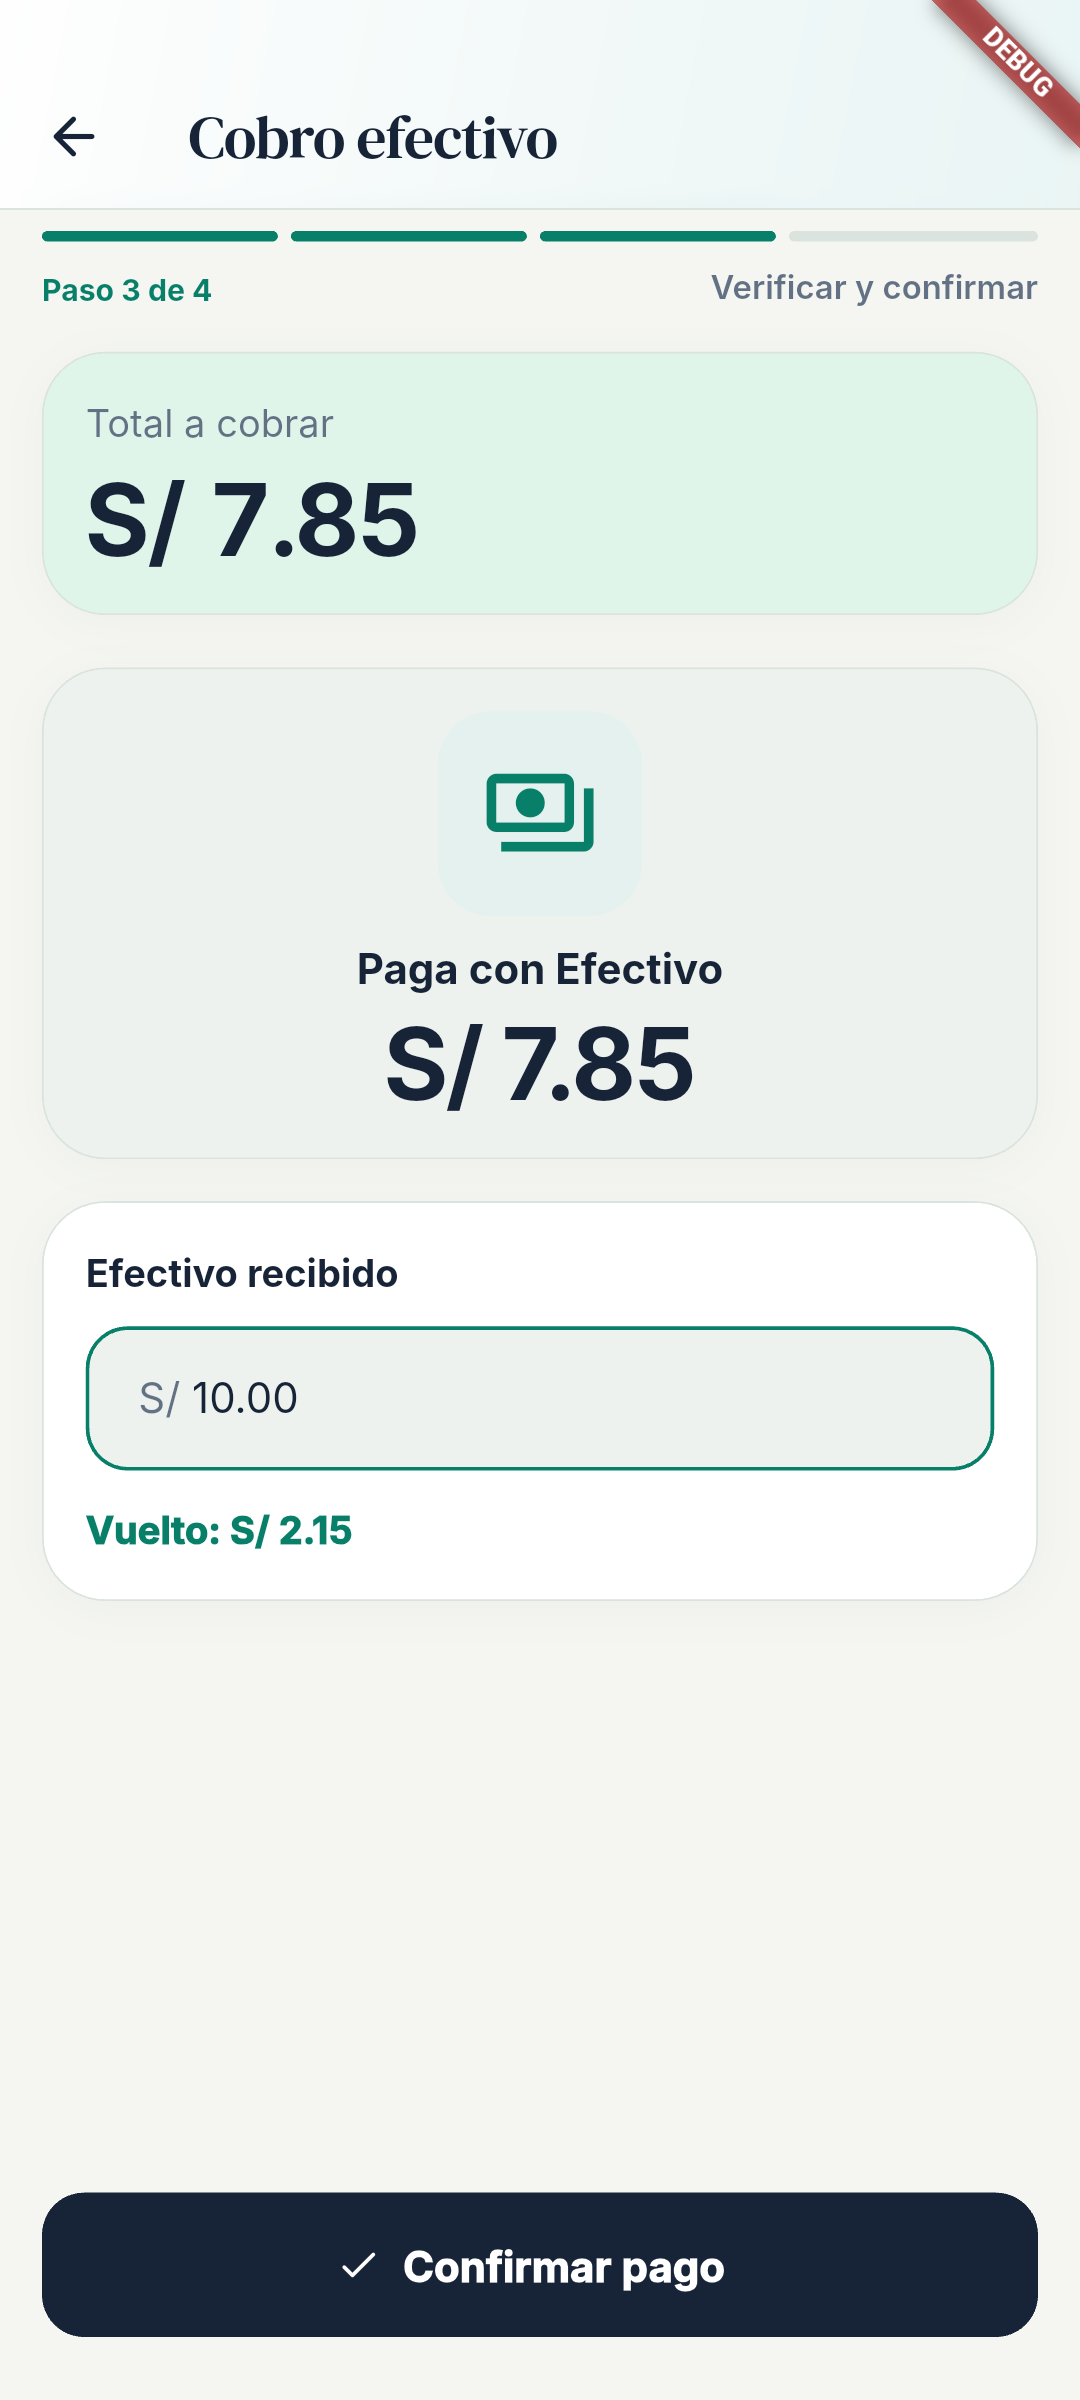 DEBUG
Cobro efectivo
Paso 3 de 4
Verificar y confirmar
Total a cobrar
S/ 7.85
Paga con Efectivo
S/ 7.85
Efectivo recibido
S/ 10.00
Vuelto: S/ 2.15
Confirmar pago